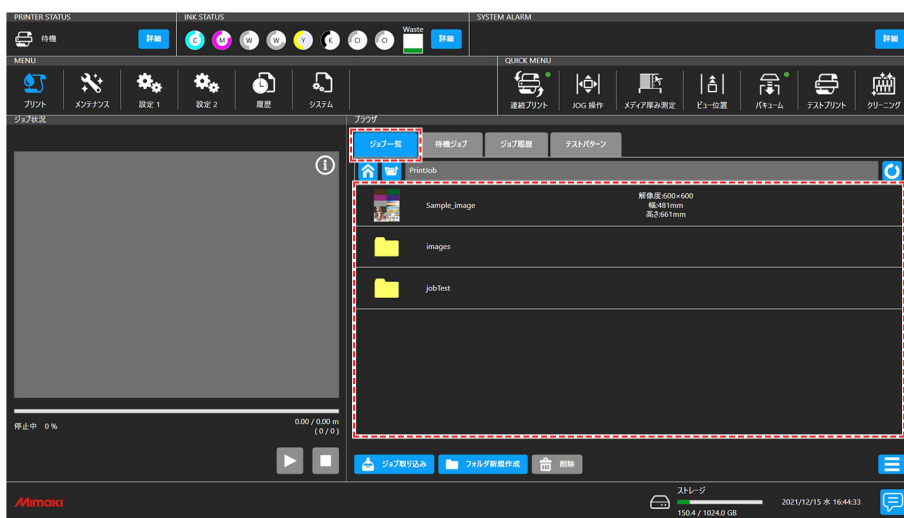 PRINTER STATUS
INK STATUS
SYSTEM ALARM
待機
詳細
C M W W Y K Cl Cl
Waste
詳細
詳細
MENU
QUICK MENU
プリント
メンテナンス
設定 1
設定 2
履歴
システム
連続プリント
JOG 操作
メディア厚み測定
ビュー位置
バキューム
テストプリント
クリーニング
ジョブ状況
ブラウザ
ジョブ一覧
待機ジョブ
ジョブ履歴
テストパターン
PrintJob
Sample_image
解像度:600×600
幅:481mm
高さ:661mm
images
jobTest
停止中 0 %
0.00 / 0.00 m
( 0 / 0 )
ジョブ取り込み
フォルダ新規作成
削除
Mimaki
ストレージ
150.4 / 1024.0 GB
2021/12/15 水 16:44:33